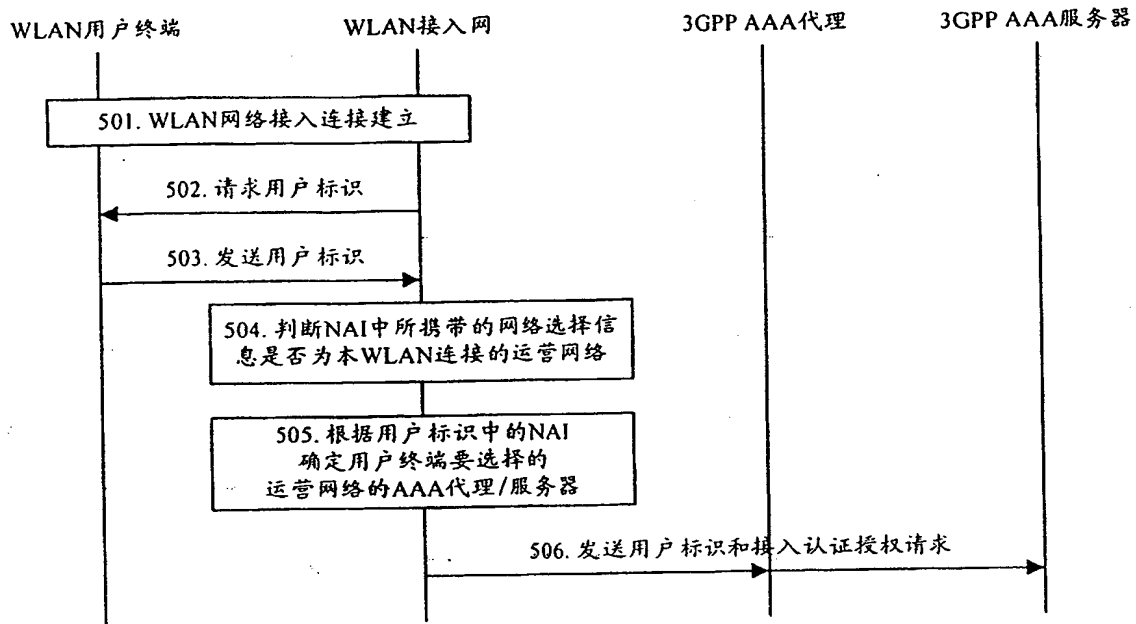 WLAN用户终端
WLAN接入网
3GPP AAA代理
3GPP AAA服务器
501. WLAN网络接入连接建立
502. 请求用户标识
503. 发送用户标识
504. 判断NAI中所携带的网络选择信
息是否为本WLAN连接的运营网络
505. 根据用户标识中的NAI
确定用户终端要选择的
运营网络的AAA代理/服务器
506. 发送用户标识和接入认证授权请求